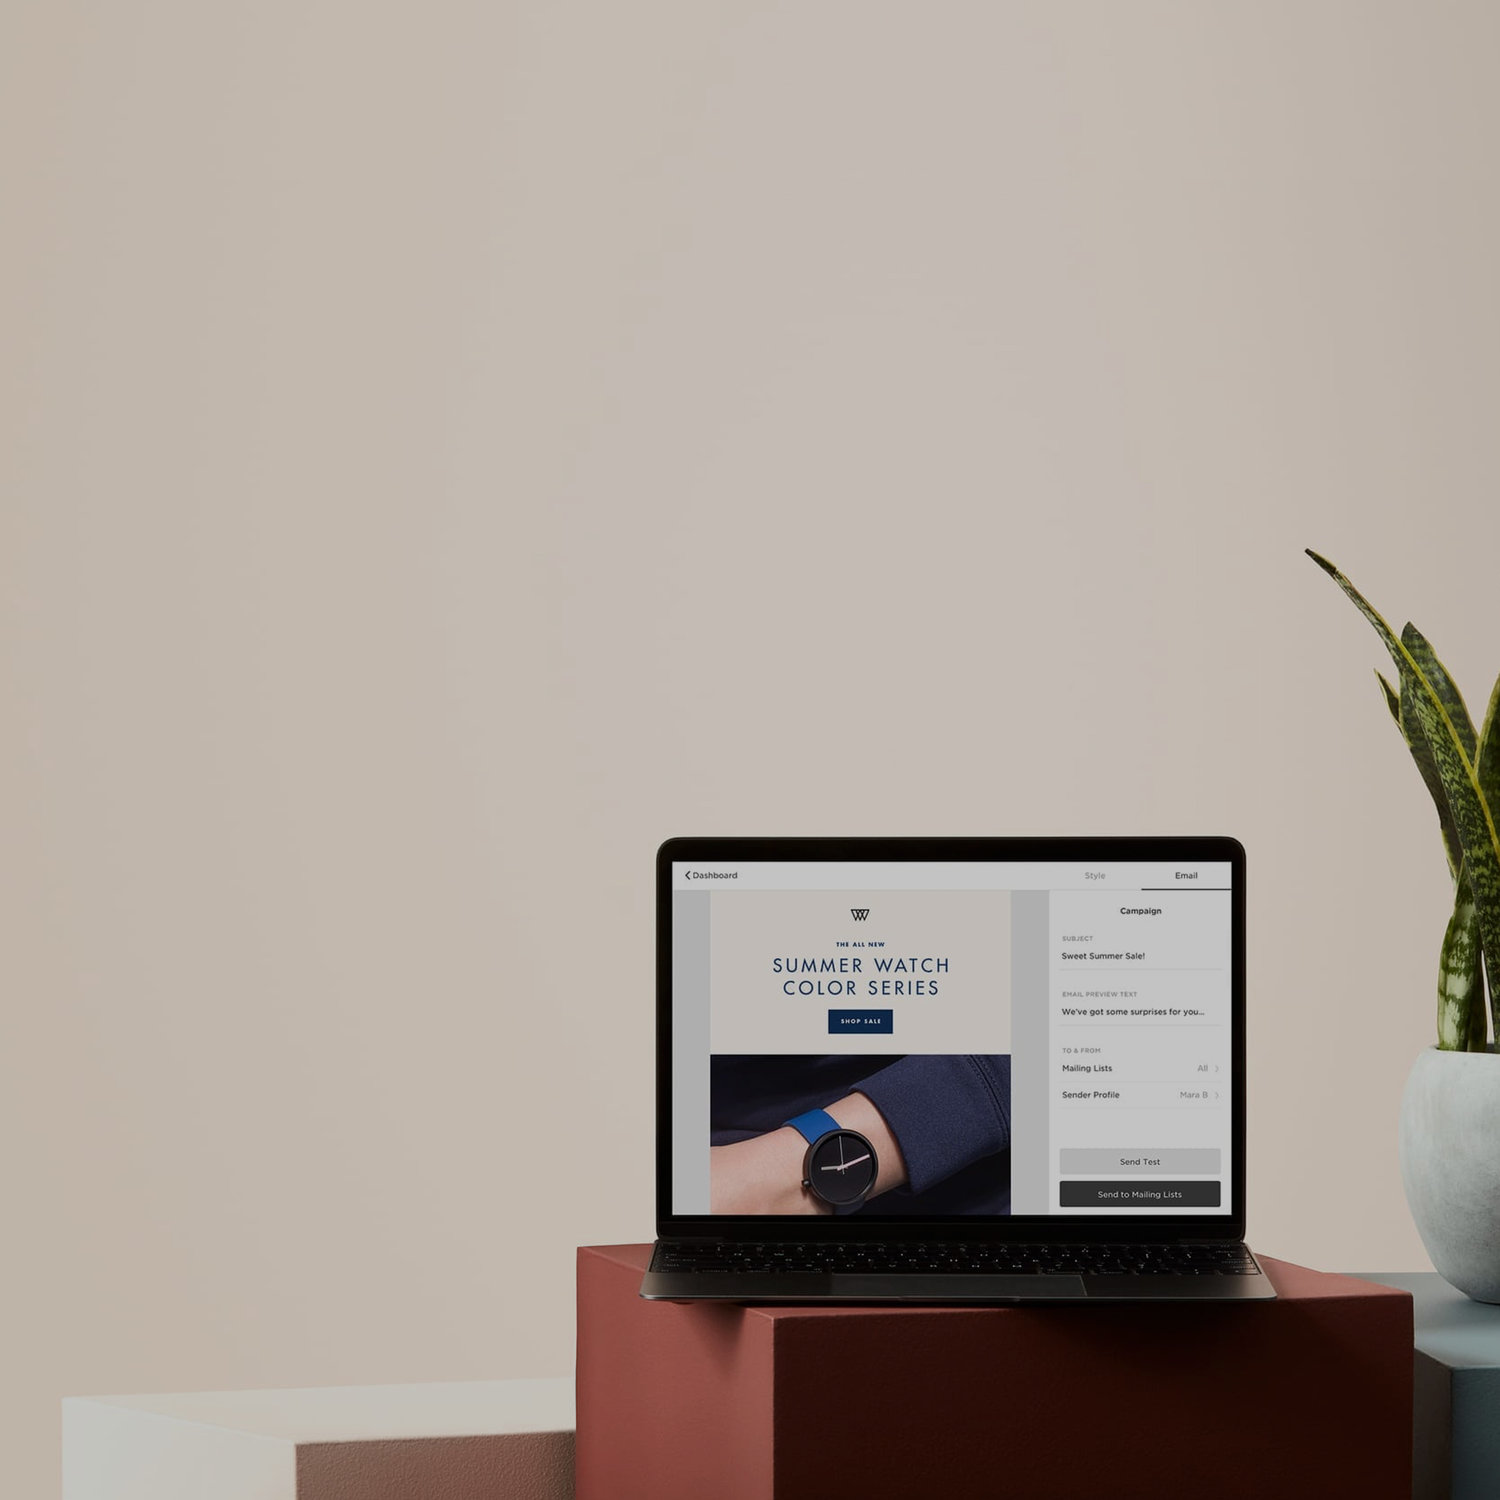 Dashboard
Style
Email
THE ALL NEW
SUMMER WATCH
COLOR SERIES
SHOP SALE
Campaign
SUBJECT
Sweet Summer Sale!
EMAIL PREVIEW TEXT
We've got some surprises for you...
TO & FROM
Mailing Lists All
Sender Profile Mara B
Send Test
Send to Mailing Lists